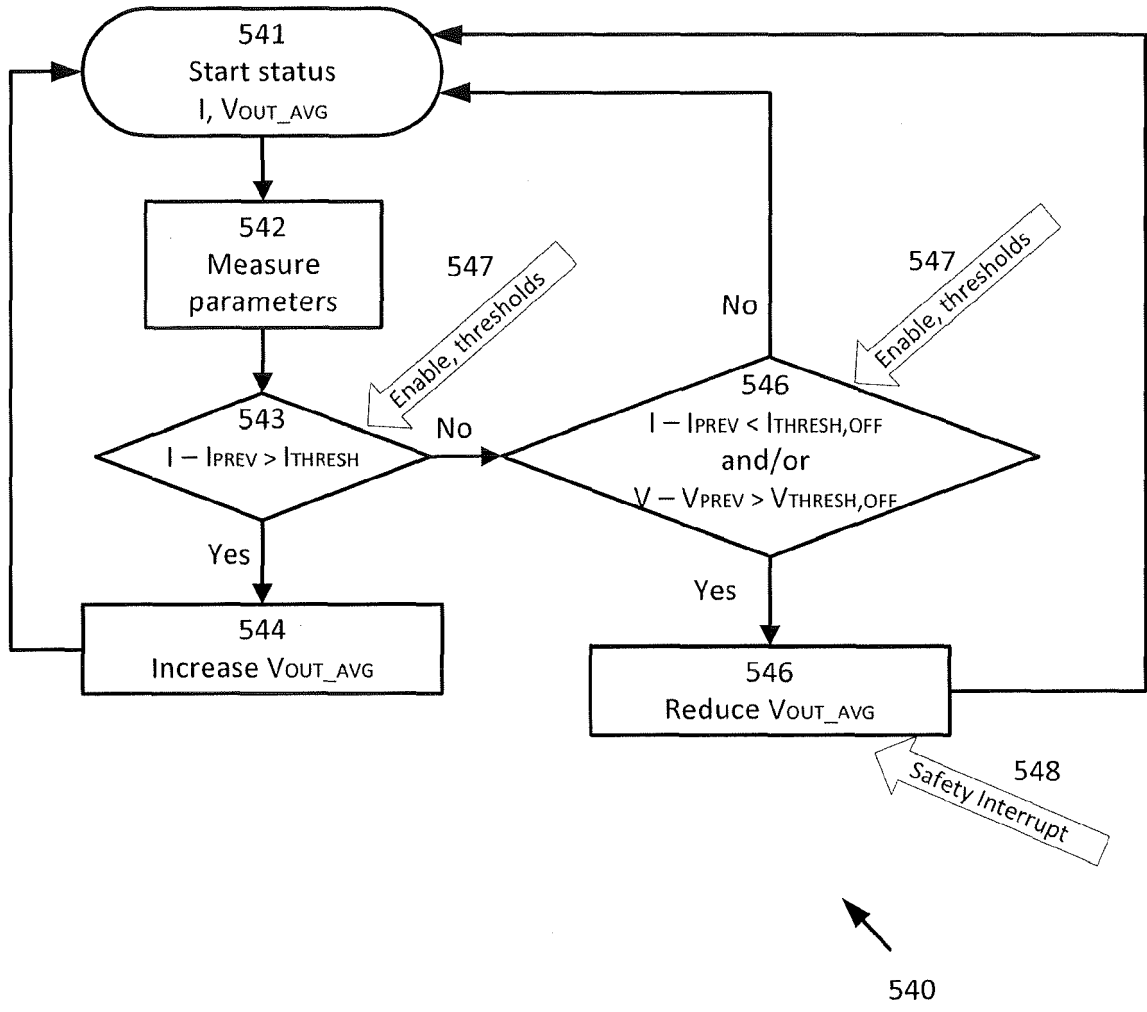 541
Start status
I, VOUT_AVG
542
Measure
parameters
547
Enable, thresholds
543
I – IPREV > ITHRESH
No
Yes
544
Increase VOUT_AVG
547
Enable, thresholds
No
546
I – IPREV < ITHRESH,OFF
and/or
V – VPREV > VTHRESH,OFF
Yes
546
Reduce VOUT_AVG
548
Safety Interrupt
540